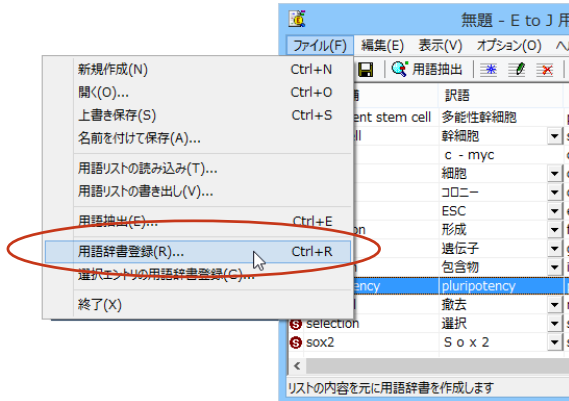 無題 - E to J 用
ファイル(F) 編集(E) 表示(V) オプション(O)
新規作成(N) Ctrl+N
開く(O)... Ctrl+O
上書き保存(S) Ctrl+S
名前を付けて保存(A)...
用語リストの読み込み(T)...
用語リストの書き出し(V)...
用語抽出(E)... Ctrl+E
用語辞書登録(R)... Ctrl+R
選択エントリの用語辞書登録(G)...
終了(X)
用語抽出
訳語
ent stem cell 多能性幹細胞
幹細胞
c - myc
細胞
コロニー
ESC
形成
遺伝子
包含物
ency pluripotency
撤去
selection 選択
sox2 Sox2
リストの内容を元に用語辞書を作成します